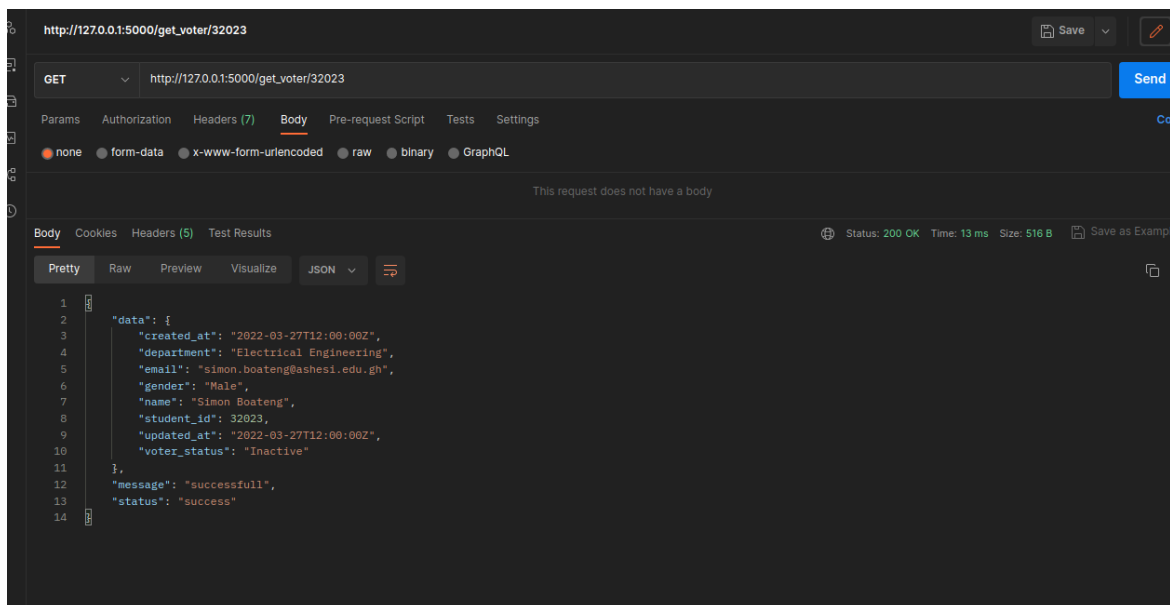 http://127.0.0.1:5000/get_voter/32023
Save
GET http://127.0.0.1:5000/get_voter/32023 Send
Params Authorization Headers (7) Body Pre-request Script Tests Settings Co
none form-data x-www-form-urlencoded raw binary GraphQL
This request does not have a body
Body Cookies Headers (5) Test Results Status: 200 OK Time: 13 ms Size: 516 B Save as Examp
Pretty Raw Preview Visualize JSON
1 {
2 "data": {
3 "created_at": "2022-03-27T12:00:00Z",
4 "department": "Electrical Engineering",
5 "email": "simon.boateng@ashesi.edu.gh",
6 "gender": "Male",
7 "name": "Simon Boateng",
8 "student_id": 32023,
9 "updated_at": "2022-03-27T12:00:00Z",
10 "voter_status": "Inactive"
11 },
12 "message": "successfull",
13 "status": "success"
14 }